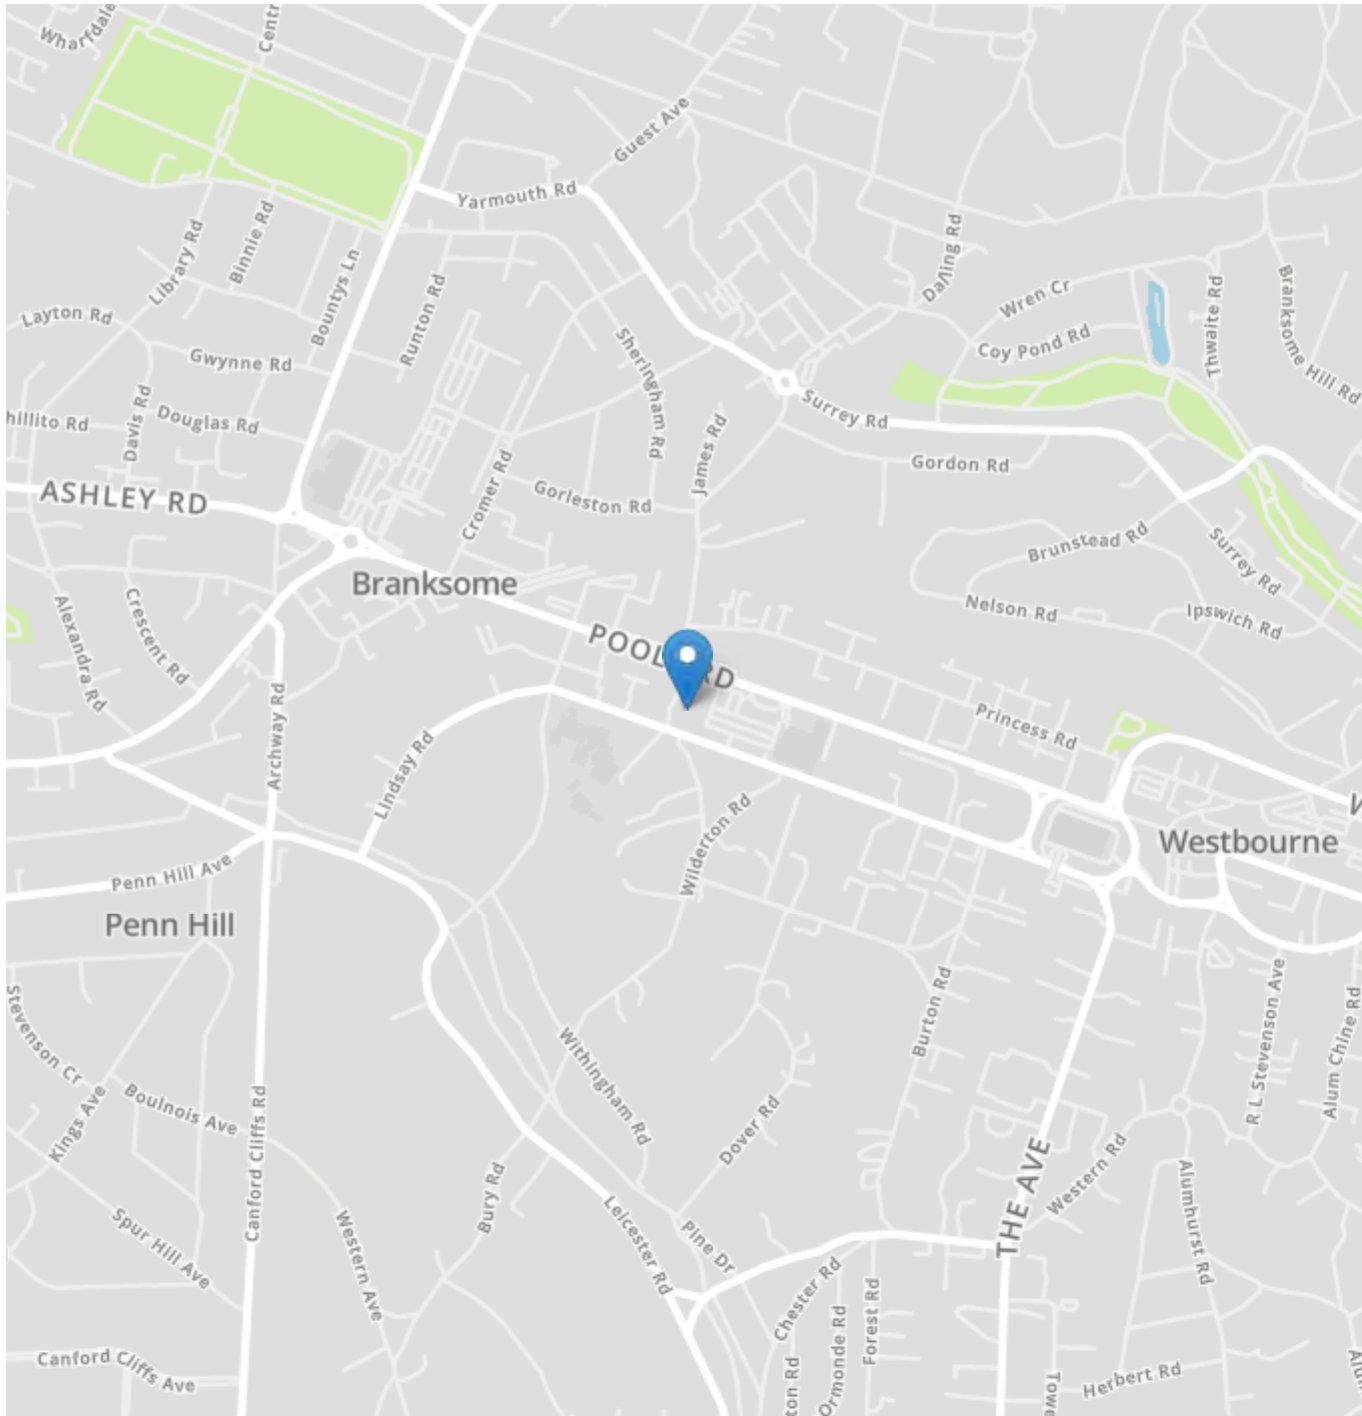 Wharfdale
Centr
Guest Ave
Yarmouth Rd
Library Rd
Binnie Rd
Bountys Ln
Darling Rd
Wren Cr
Thwaite Rd
Branksome Hill Rd
Layton Rd
Runton Rd
Coy Pond Rd
Gwynne Rd
Sheringham Rd
Davis Rd
Douglas Rd
hillito Rd
Surrey Rd
James Rd
Gordon Rd
ASHLEY RD
Cromer Rd
Gorleston Rd
Brunstead Rd
Surrey Rd
Branksome
Nelson Rd
Ipswich Rd
Alexandra Rd
Crescent Rd
POOL RD
Archway Rd
Princess Rd
Lindsay Rd
Wilderton Rd
Westbourne
Penn Hill Ave
Penn Hill
Stevenson Cr
Burton Rd
R L Stevenson Ave
Alum Chine Rd
Withingham Rd
Kings Ave
Boulnois Ave
Canford Cliffs Rd
Dover Rd
THE AVE
Western Rd
Bury Rd
Alumhurst Rd
Spur Hill Ave
Western Ave
Leicester Rd
Pine Dr
Chester Rd
Forest Rd
Ormonde Rd
ton Rd
Canford Cliffs Ave
Herbert Rd
Towe